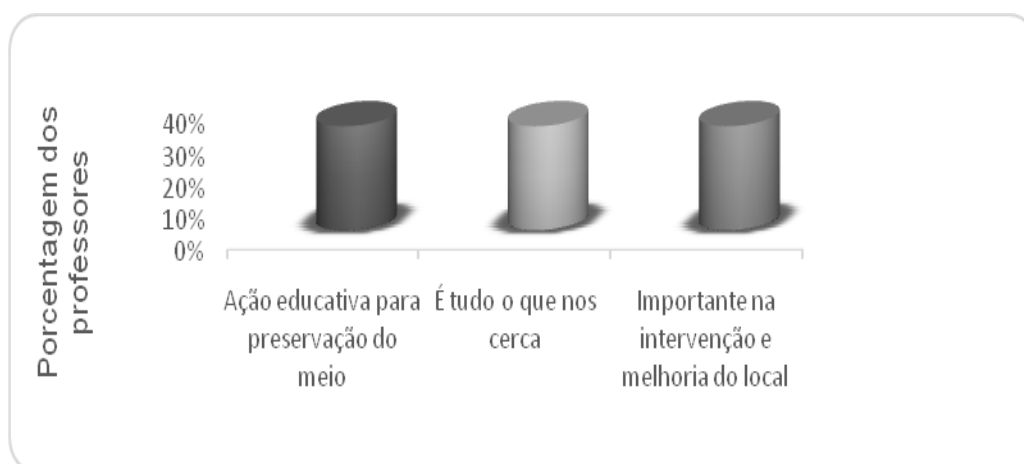 Porcentagem dos
professores
40%
30%
20%
10%
0%
Ação educativa para
preservação do
meio
É tudo o que nos
cerca
Importante na
intervenção e
melhoria do local